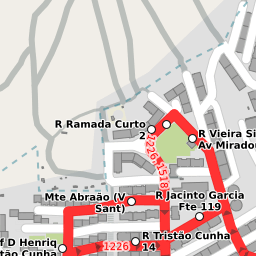 R Ramada Curto
2
R Vieira Si
Av Miradou
1226 1518
Mte Abraão (V
Sant)
R Jacinto Garcia
Fte 119
f D Henriq
tão Cunha
1226
R Tristão Cunha
14